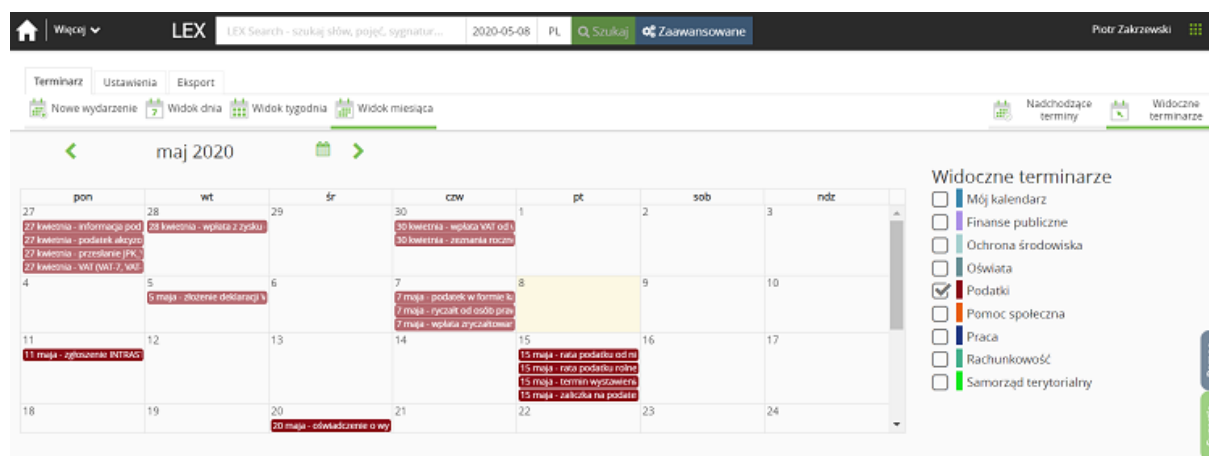 Więcej
LEX
LEX Search - szukaj słów, pojęć, sygnatur...
2020-05-08
PL
Szukaj
Zaawansowane
Piotr Zakrzewski
Terminarz
Ustawienia
Eksport
Nowe wydarzenie
Widok dnia
Widok tygodnia
Widok miesiąca
Nadchodzące
terminy
Widoczne
terminarze
maj 2020
pon wt śr czw pt sob ndz
27 28 29 30 1 2 3
27 kwietnia - informacja pod
28 kwietnia - wpłata z zysku
30 kwietnia - wpłata VAT od
27 kwietnia - podatek akcyzo
30 kwietnia - zeznania roczn
27 kwietnia - przesłanie JPK_
27 kwietnia - VAT (VAT-7, VAT-
4 5 6 7 8 9 10
5 maja - złożenie deklaracji
7 maja - podatek w formie
7 maja - ryczałt od osób
7 maja - wpłata zryczałtowan
11 12 13 14 15 16 17
11 maja - zgłoszenie INTRAST
15 maja - rata podatku od
15 maja - rata podatku rolne
15 maja - termin wystawieni
15 maja - zaliczka na podate
18 19 20 21 22 23 24
20 maja - oświadczenie o wy
Widoczne terminarze
Mój kalendarz
Finanse publiczne
Ochrona środowiska
Oświata
Podatki
Pomoc społeczna
Praca
Rachunkowość
Samorząd terytorialny